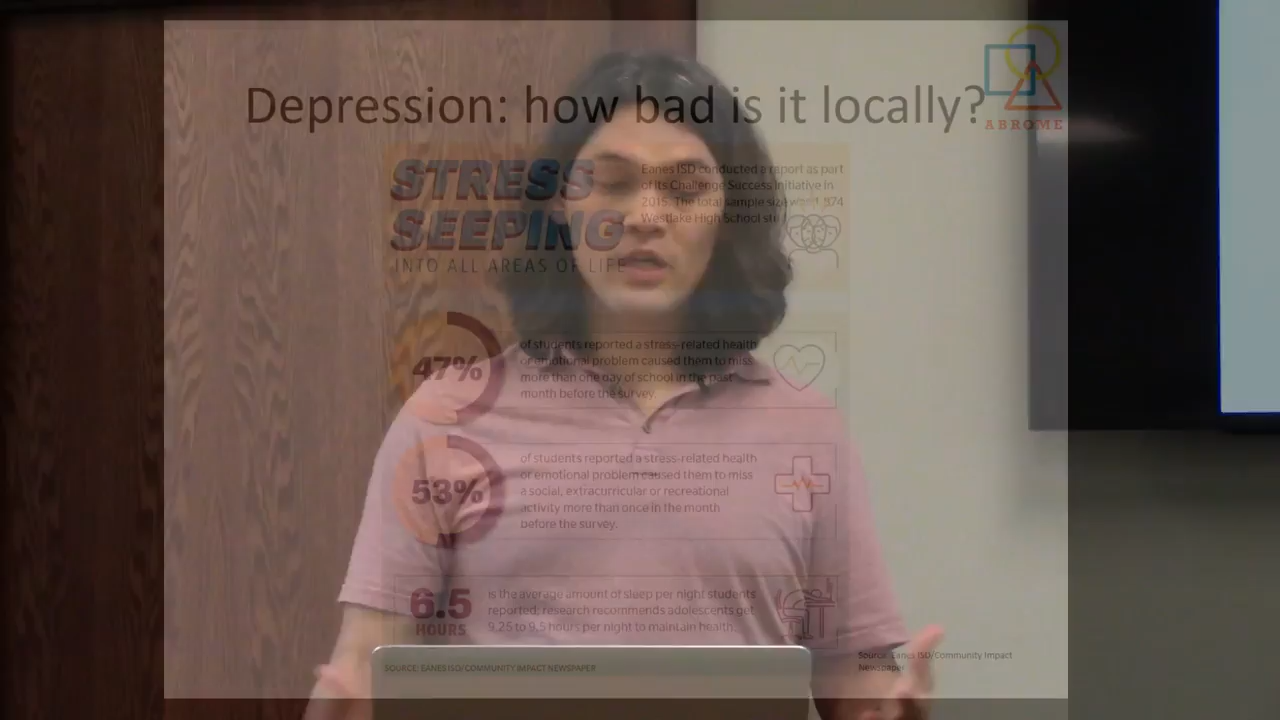 Depression: how bad is it locally?
ABROME
STRESS
SEEPING
INTO ALL AREAS OF LIFE
Eanes ISD conducted a report as part
of its Challenge Success Initiative in
2015. The total sample size
Westlake High School
47%
of students reported a stress-related health
or emotional problem caused them to miss
more than one day of school in the past
month before the survey.
53%
of students reported a stress-related health
or emotional problem caused them to miss
a social, extracurricular or recreational
activity more than once in the month
before the survey.
6.5
HOURS
is the average amount of sleep per night students
reported; research recommends adolescents get
9.25 to 9.5 hours per night to maintain health.
SOURCE: EANES ISD/COMMUNITY IMPACT NEWSPAPER
Source: Eanes ISD/Community Impact
Newspaper